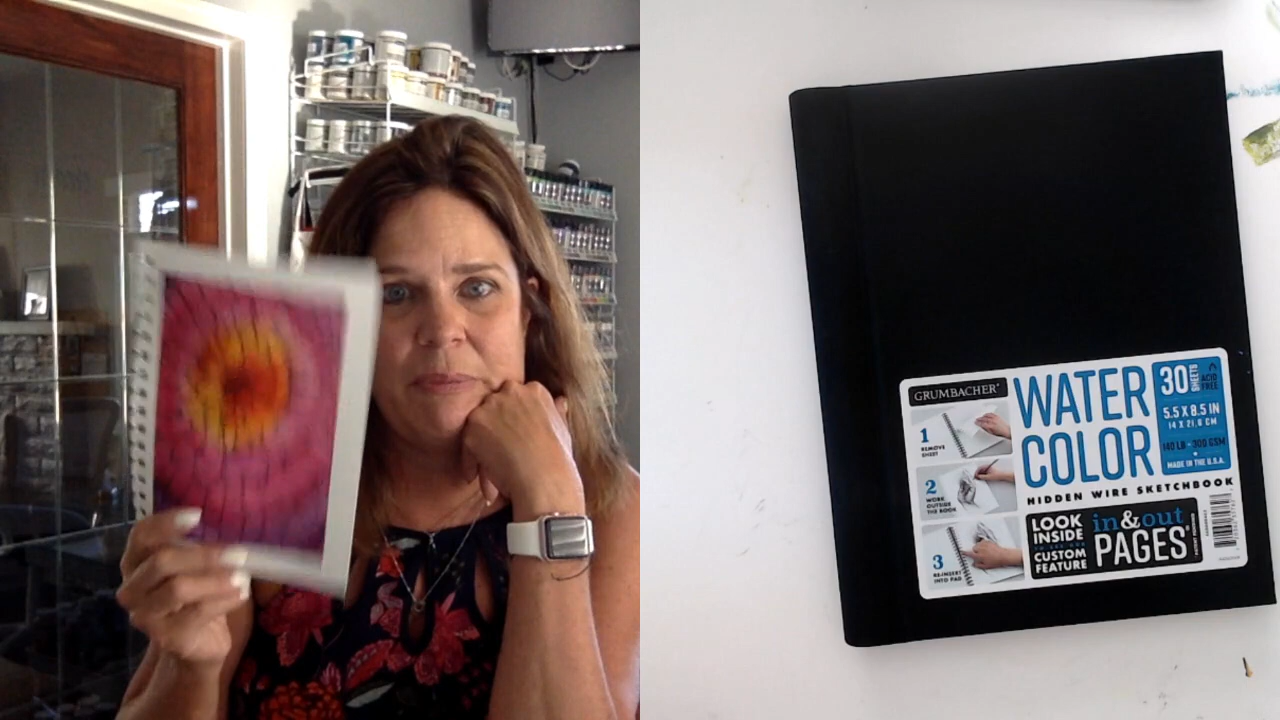 GRUMBACHER
WATER
COLOR
30 SHEETS
ACID FREE
5.5 X 8.5 IN
14 X 21.6 CM
140 LB • 300 GSM
MADE IN THE U.S.A.
HIDDEN WIRE SKETCHBOOK
1
REMOVE
SHEET
2
WORK
OUTSIDE
THE BOOK
3
RE-INSERT
INTO PAD
LOOK
INSIDE
CUSTOM
FEATURE
in&out
PAGES